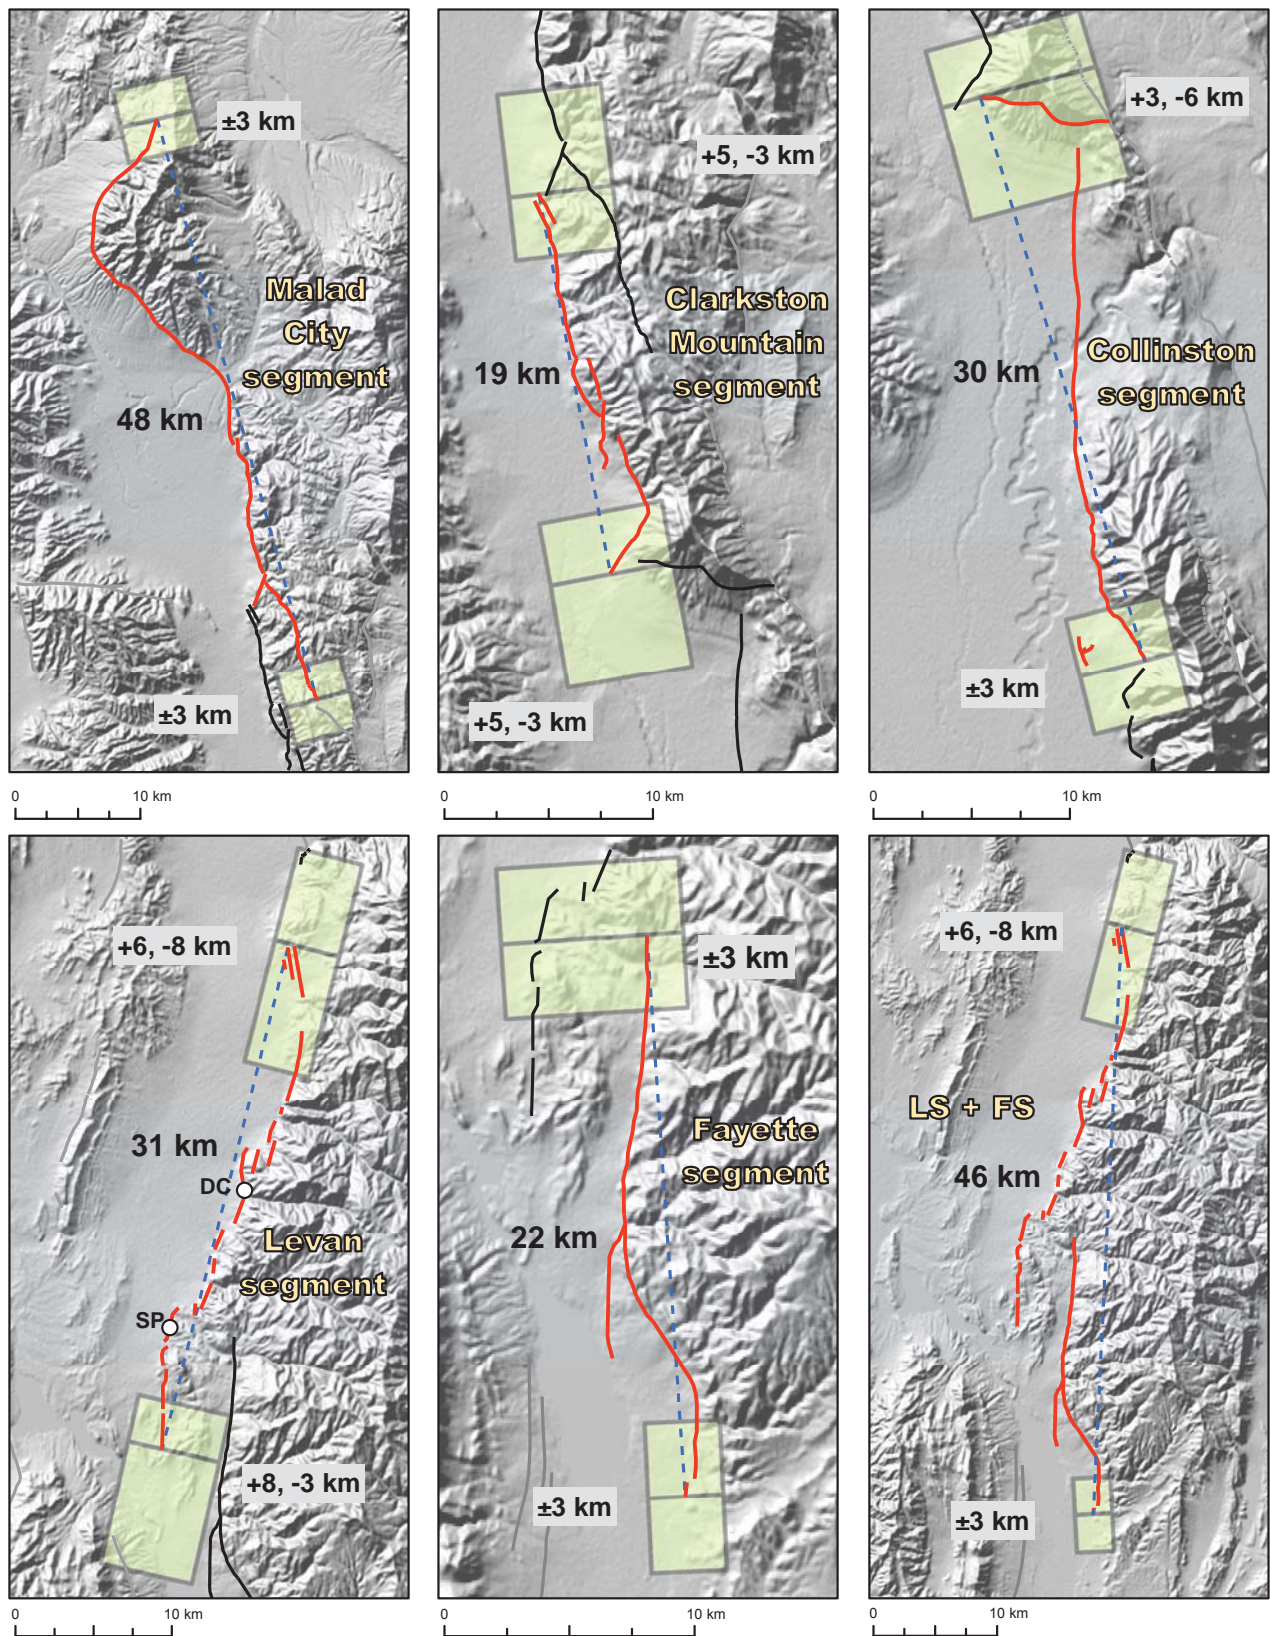 ±3 km
Malad
City
segment
48 km
±3 km
0 10 km
+5, -3 km
Clarkston
Mountain
segment
19 km
+5, -3 km
0 10 km
+3, -6 km
30 km
Collinston
segment
±3 km
0 10 km
+6, -8 km
31 km
DC
Levan
segment
SP
+8, -3 km
0 10 km
±3 km
Fayette
segment
22 km
±3 km
0 10 km
+6, -8 km
LS + FS
46 km
±3 km
0 10 km